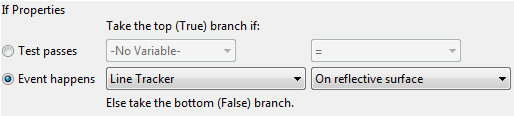 If Properties
Take the top (True) branch if:
Test passes -No Variable- =
Event happens Line Tracker On reflective surface
Else take the bottom (False) branch.